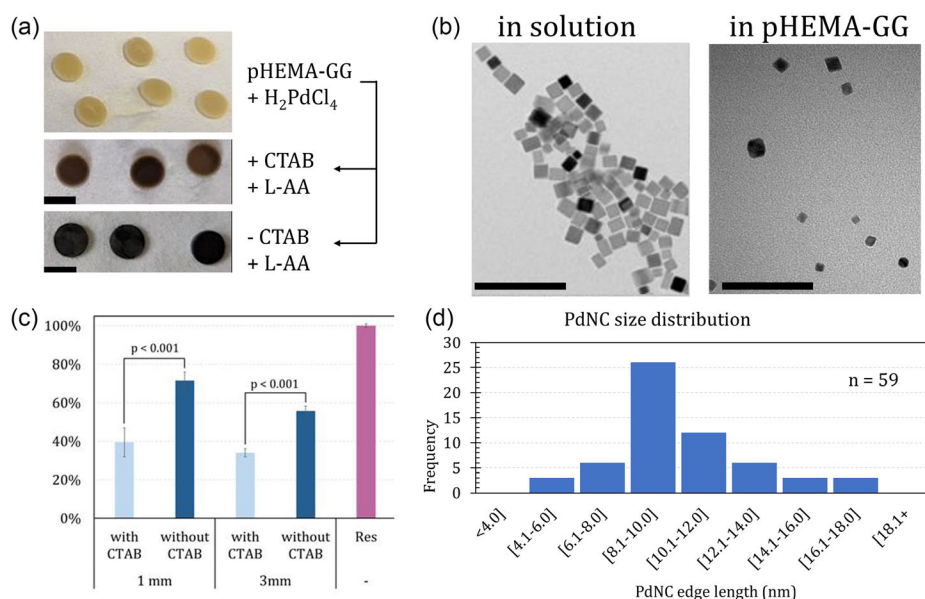 (a)
pHEMA-GG
+ H₂PdCl₄
+ CTAB
+ L-AA
- CTAB
+ L-AA
(b)
in solution
in pHEMA-GG
(c)
100%
80%
60%
40%
20%
0%
p < 0.001
p < 0.001
with CTAB
without CTAB
with CTAB
without CTAB
Res
1 mm
3mm
-
(d)
PdNC size distribution
n = 59
Frequency
30
25
20
15
10
5
0
<4.0]
[4.1-6.0]
[6.1-8.0]
[8.1-10.0]
[10.1-12.0]
[12.1-14.0]
[14.1-16.0]
[16.1-18.0]
[18.1+
PdNC edge length (nm)